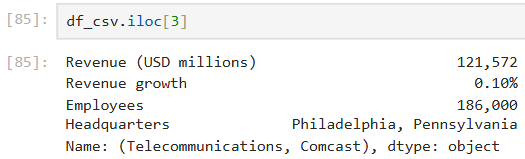 [85]: df_csv.iloc[3]
[85]: Revenue (USD millions) 121,572
Revenue growth 0.10%
Employees 186,000
Headquarters Philadelphia, Pennsylvania
Name: (Telecommunications, Comcast), dtype: object